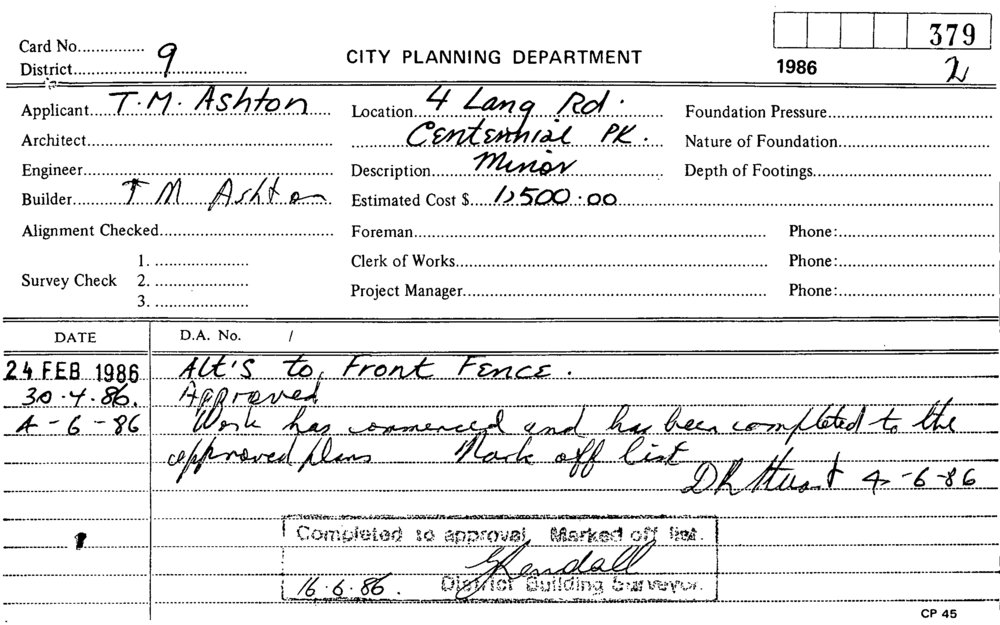 379
Card No............... 9
District
CITY PLANNING DEPARTMENT
1986 2
Applicant T.M. Ashton Location 4 Lang Rd. Foundation Pressure
Architect Centennial PK. Nature of Foundation
Engineer Description Minor Depth of Footings
Builder T M Ashton Estimated Cost $ 1,500.00
Alignment Checked Foreman Phone:
1. Clerk of Works Phone:
Survey Check 2.
Project Manager Phone:
3.
DATE D.A. No. /
24 FEB 1986 Alt's to Front Fence.
30.4.86. Approved
4-6-86 Work has commenced and has been completed to the
approved plans Mark off list
4-6-86
Completed to approval. Marked off list.
Kendall
16.6.86. District Building Surveyor.
CP 45